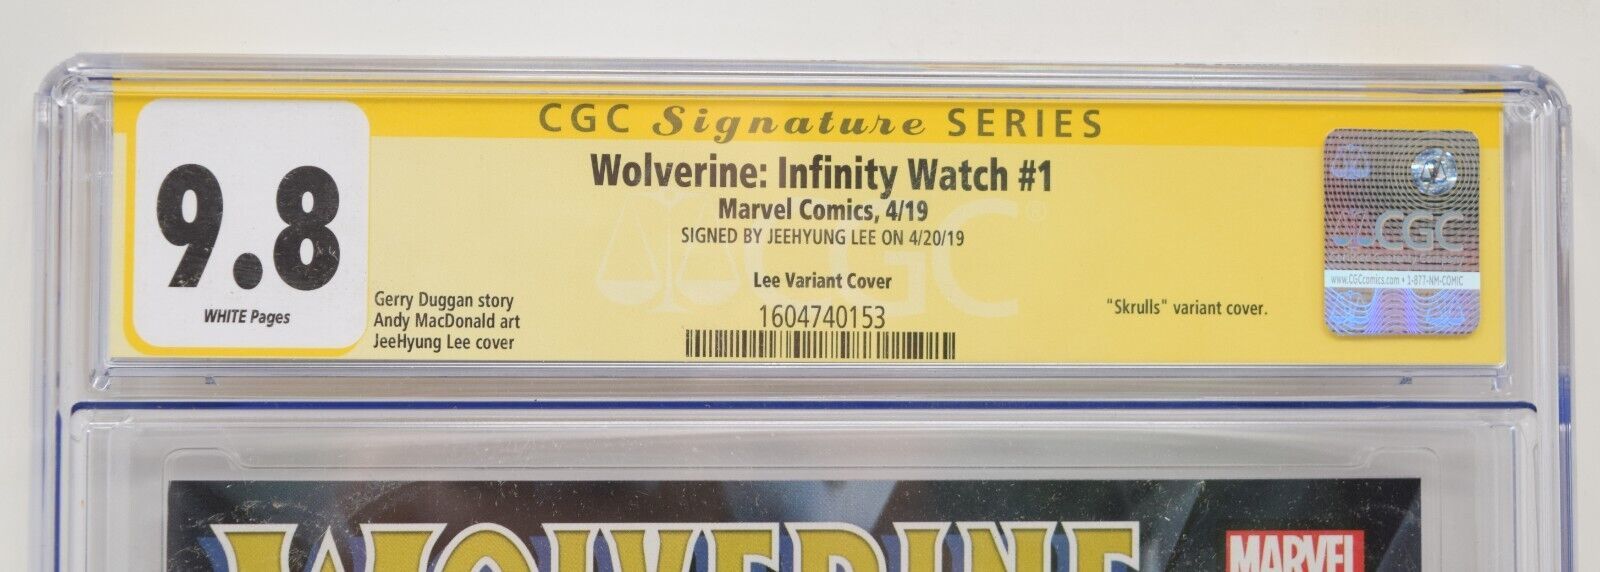 CGC Signature SERIES
9.8
WHITE Pages
Wolverine: Infinity Watch #1
Marvel Comics, 4/19
SIGNED BY JEEHYUNG LEE ON 4/20/19
Lee Variant Cover
1604740153
Gerry Duggan story
Andy MacDonald art
JeeHyung Lee cover
"Skrulls" variant cover.
CGC
www.CGCcomics.com • 1-877-NM-COMIC
CGC®
WOLVERINE
MARVEL